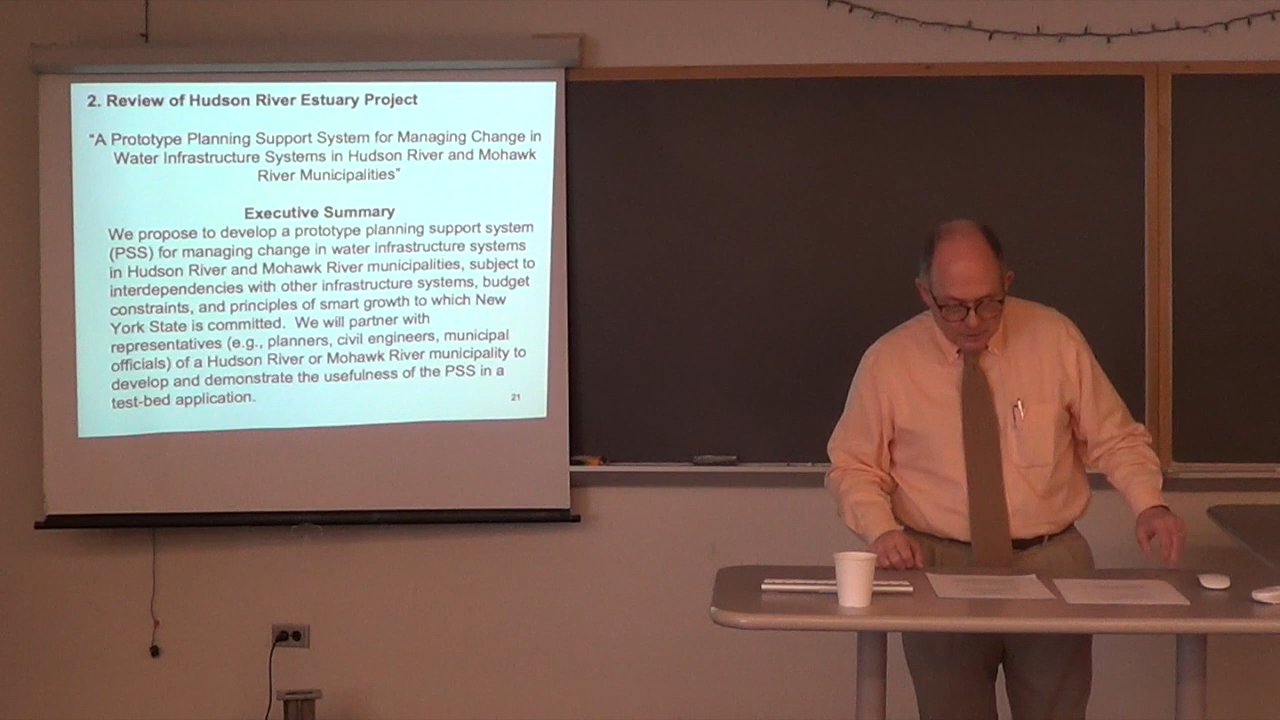 2. Review of Hudson River Estuary Project
"A Prototype Planning Support System for Managing Change in
Water Infrastructure Systems in Hudson River and Mohawk
River Municipalities"
Executive Summary
We propose to develop a prototype planning support system
(PSS) for managing change in water infrastructure systems
in Hudson River and Mohawk River municipalities, subject to
interdependencies with other infrastructure systems, budget
constraints, and principles of smart growth to which New
York State is committed.  We will partner with
representatives (e.g., planners, civil engineers, municipal
officials) of a Hudson River or Mohawk River municipality to
develop and demonstrate the usefulness of the PSS in a
test-bed application.
21